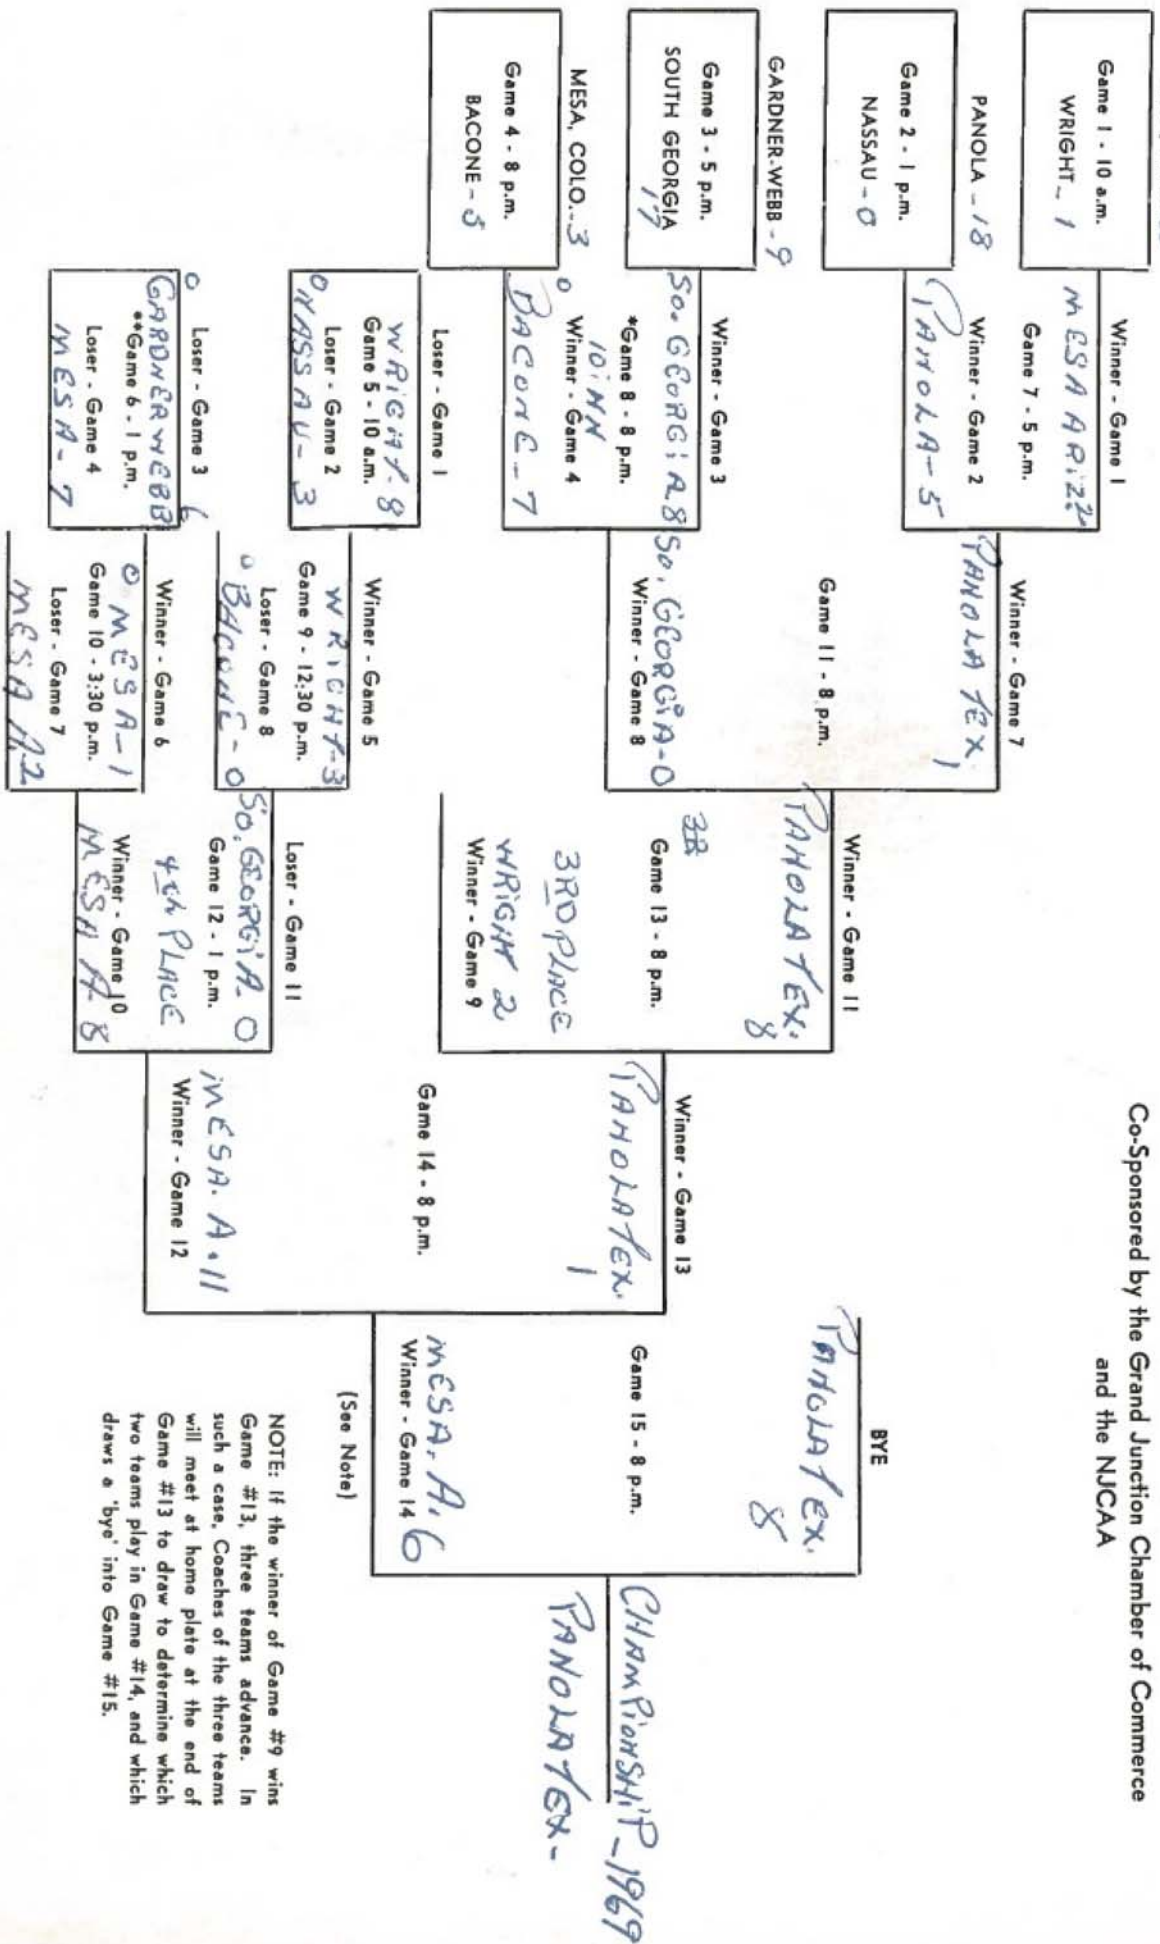 Co-Sponsored by the Grand Junction Chamber of Commerce
and the NJCAA
Game 1 - 10 a.m.
WRIGHT - 1
PANOLA - 18
Game 2 - 1 p.m.
NASSAU - 0
GARDNER-WEBB - 9
Game 3 - 5 p.m.
SOUTH GEORGIA
17
MESA, COLO. - 3
Game 4 - 8 p.m.
BACONE - 5
Winner - Game 1
MESA ARiZ 2
Game 7 - 5 p.m.
Winner - Game 2
PANOLA - 5
Winner - Game 3
So. GEORGiA 8
*Game 8 - 8 p.m.
10 iNN
Winner - Game 4
BACONE - 7
Loser - Game 1
WRiGHT - 8
Game 5 - 10 a.m.
Loser - Game 2
NASSAU - 3
Loser - Game 3
GARDNERWEBB 6
**Game 6 - 1 p.m.
Loser - Game 4
MESA - 7
Winner - Game 7
PANOLA TEX. 1
Game 11 - 8 p.m.
So. GEORGiA - 0
Winner - Game 8
Winner - Game 5
WRIGHT - 3
Game 9 - 12:30 p.m.
Loser - Game 8
BACONE - 0
Winner - Game 6
MESA - 1
Game 10 - 3:30 p.m.
Loser - Game 7
MESA A. 2
Winner - Game 11
PANOLA TEX.
8
Game 13 - 8 p.m.
3RD PLACE
WRiGHT 2
Winner - Game 9
Loser - Game 11
So. GEORGiA - 0
Game 12 - 1 p.m.
4th PLACE
Winner - Game 10
MESA A - 8
Winner - Game 13
PANOLA TEX.
1
Game 14 - 8 p.m.
MESA. A. 11
Winner - Game 12
BYE
PANOLA TEX.
8
Game 15 - 8 p.m.
MESA. A. 6
Winner - Game 14
(See Note)
CHAMPiONSHiP - 1969
PANOLA TEX -
NOTE: If the winner of Game #9 wins
Game #13, three teams advance. In
such a case, Coaches of the three teams
will meet at home plate at the end of
Game #13 to draw to determine which
two teams play in Game #14, and which
draws a 'bye' into Game #15.